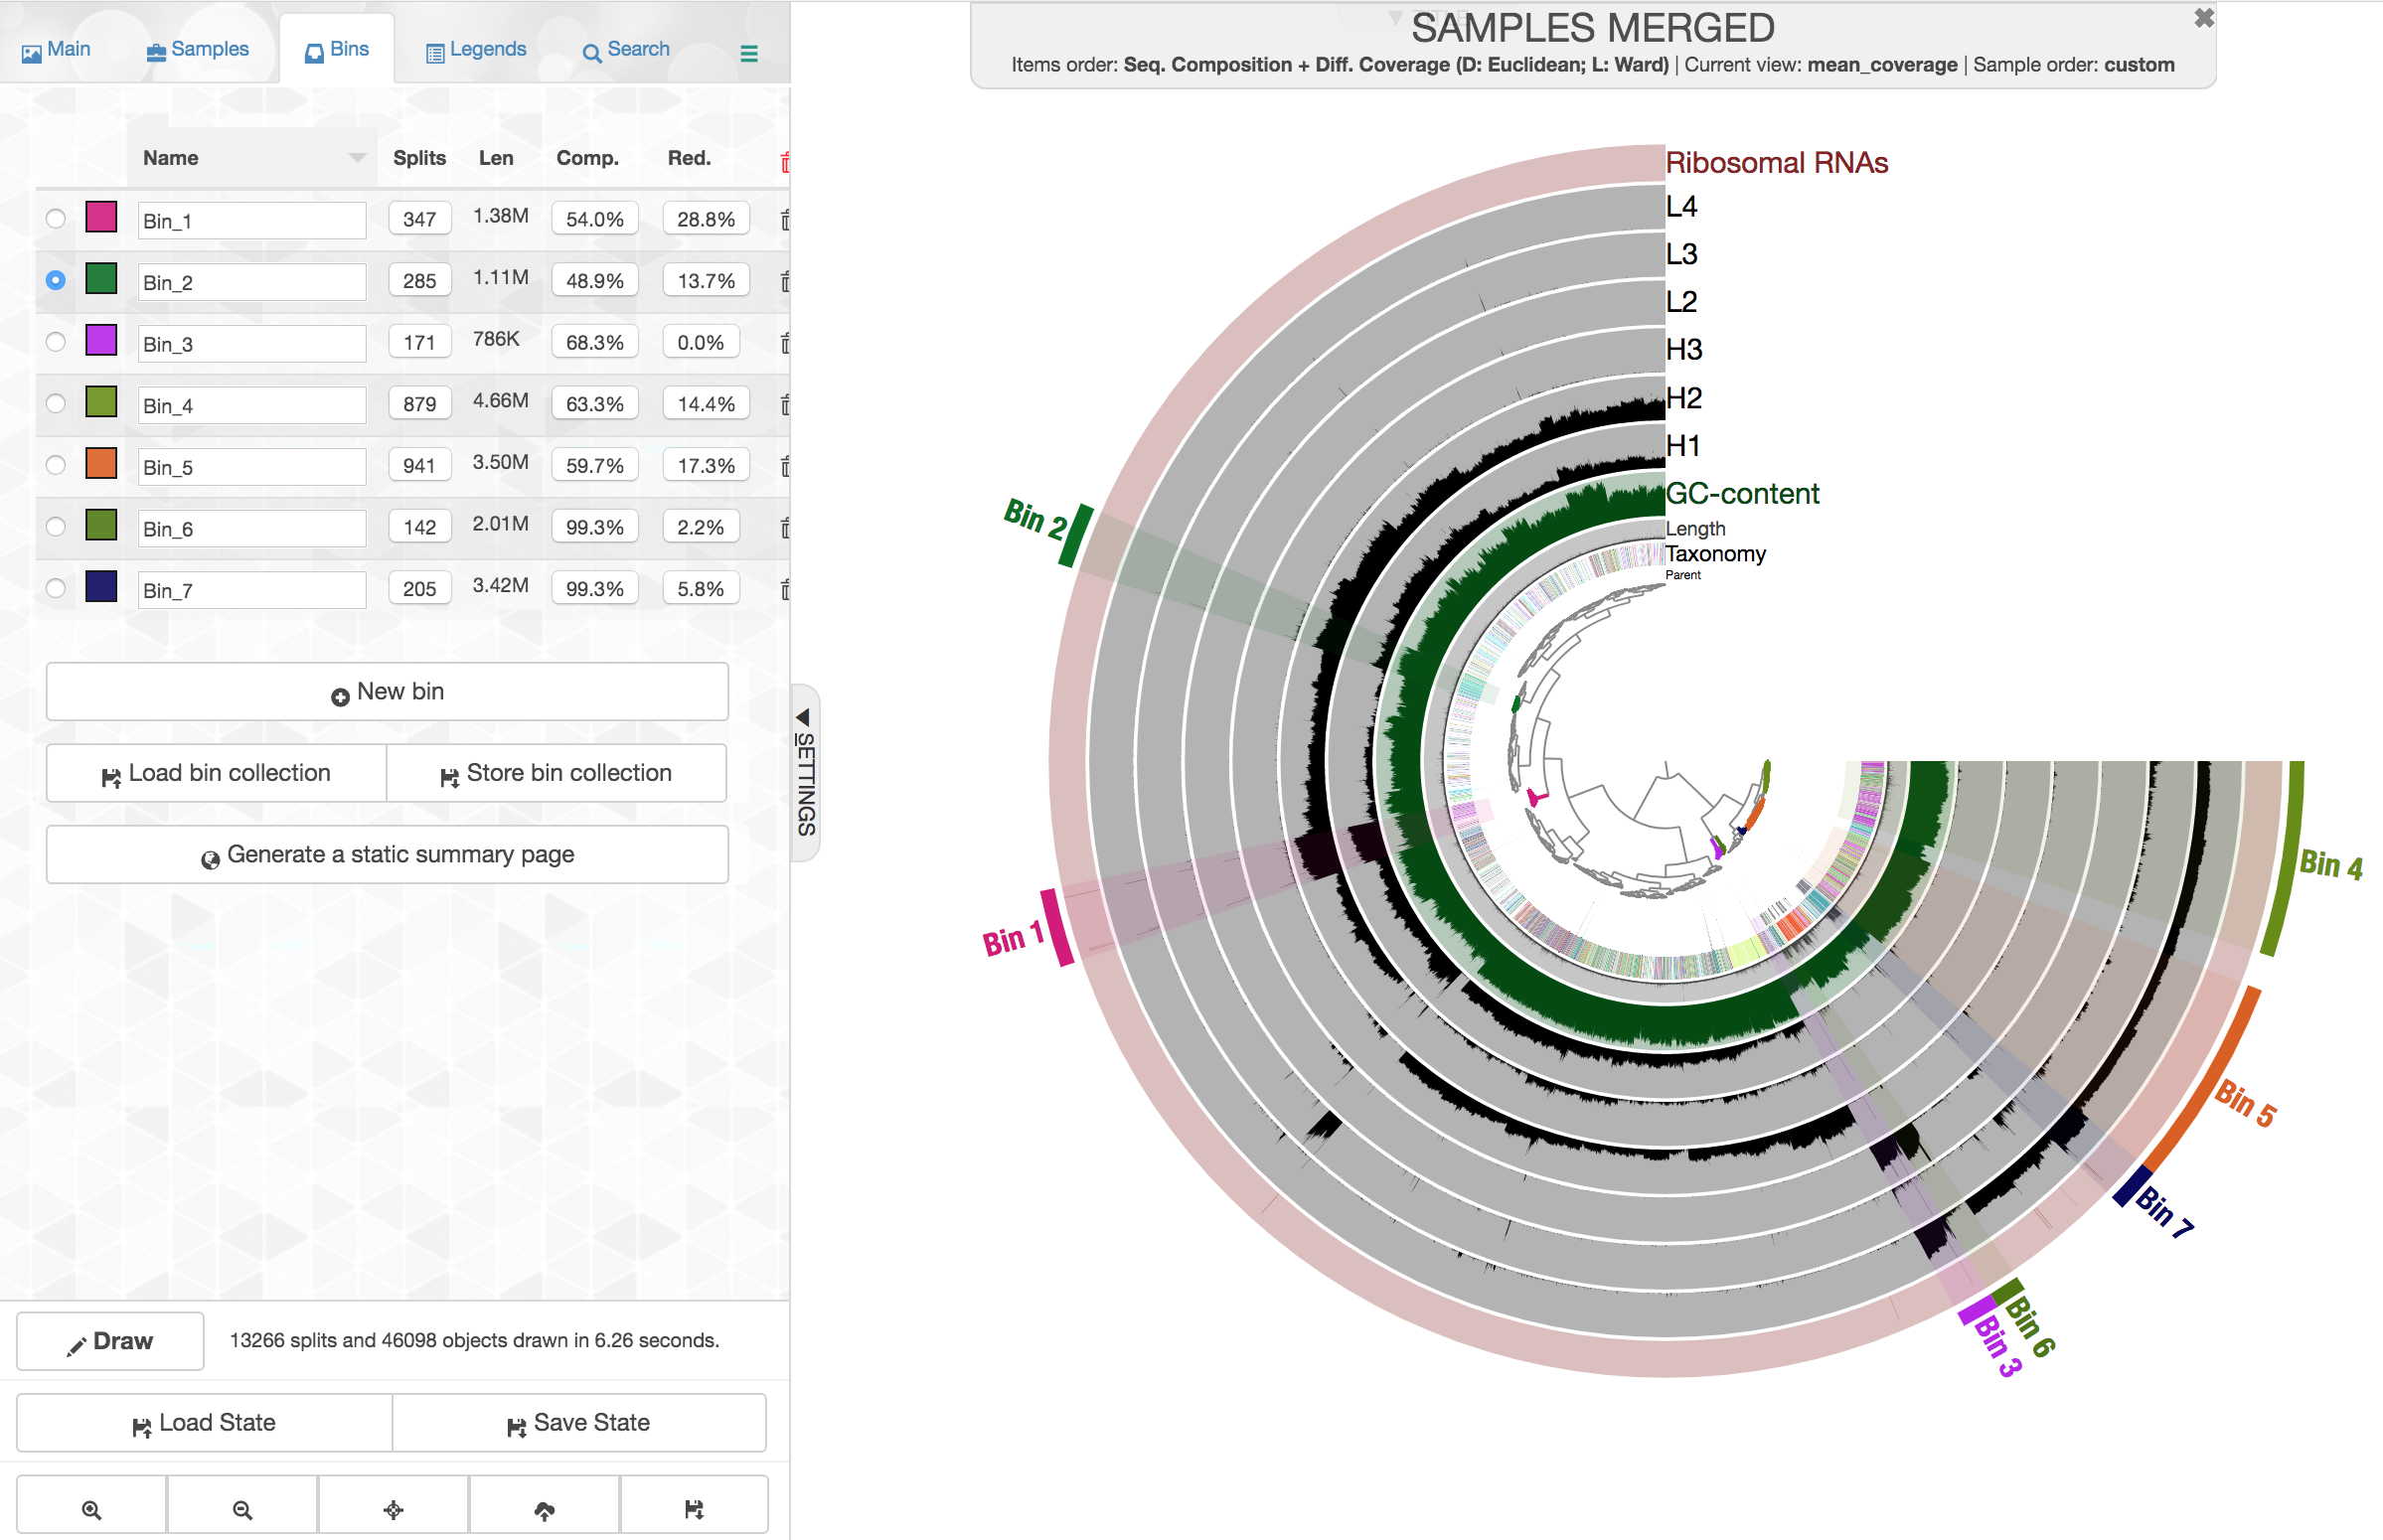 Main
Samples
Bins
Legends
Search
Name Splits Len Comp. Red.
Bin_1 347 1.38M 54.0% 28.8%
Bin_2 285 1.11M 48.9% 13.7%
Bin_3 171 786K 68.3% 0.0%
Bin_4 879 4.66M 63.3% 14.4%
Bin_5 941 3.50M 59.7% 17.3%
Bin_6 142 2.01M 99.3% 2.2%
Bin_7 205 3.42M 99.3% 5.8%
New bin
Load bin collection
Store bin collection
Generate a static summary page
Draw
13266 splits and 46098 objects drawn in 6.26 seconds.
Load State
Save State
SETTINGS
SAMPLES MERGED
Items order: Seq. Composition + Diff. Coverage (D: Euclidean; L: Ward) | Current view: mean_coverage | Sample order: custom
Ribosomal RNAs
L4
L3
L2
H3
H2
H1
GC-content
Length
Taxonomy
Parent
Bin 2
Bin 1
Bin 4
Bin 5
Bin 7
Bin 6
Bin 3